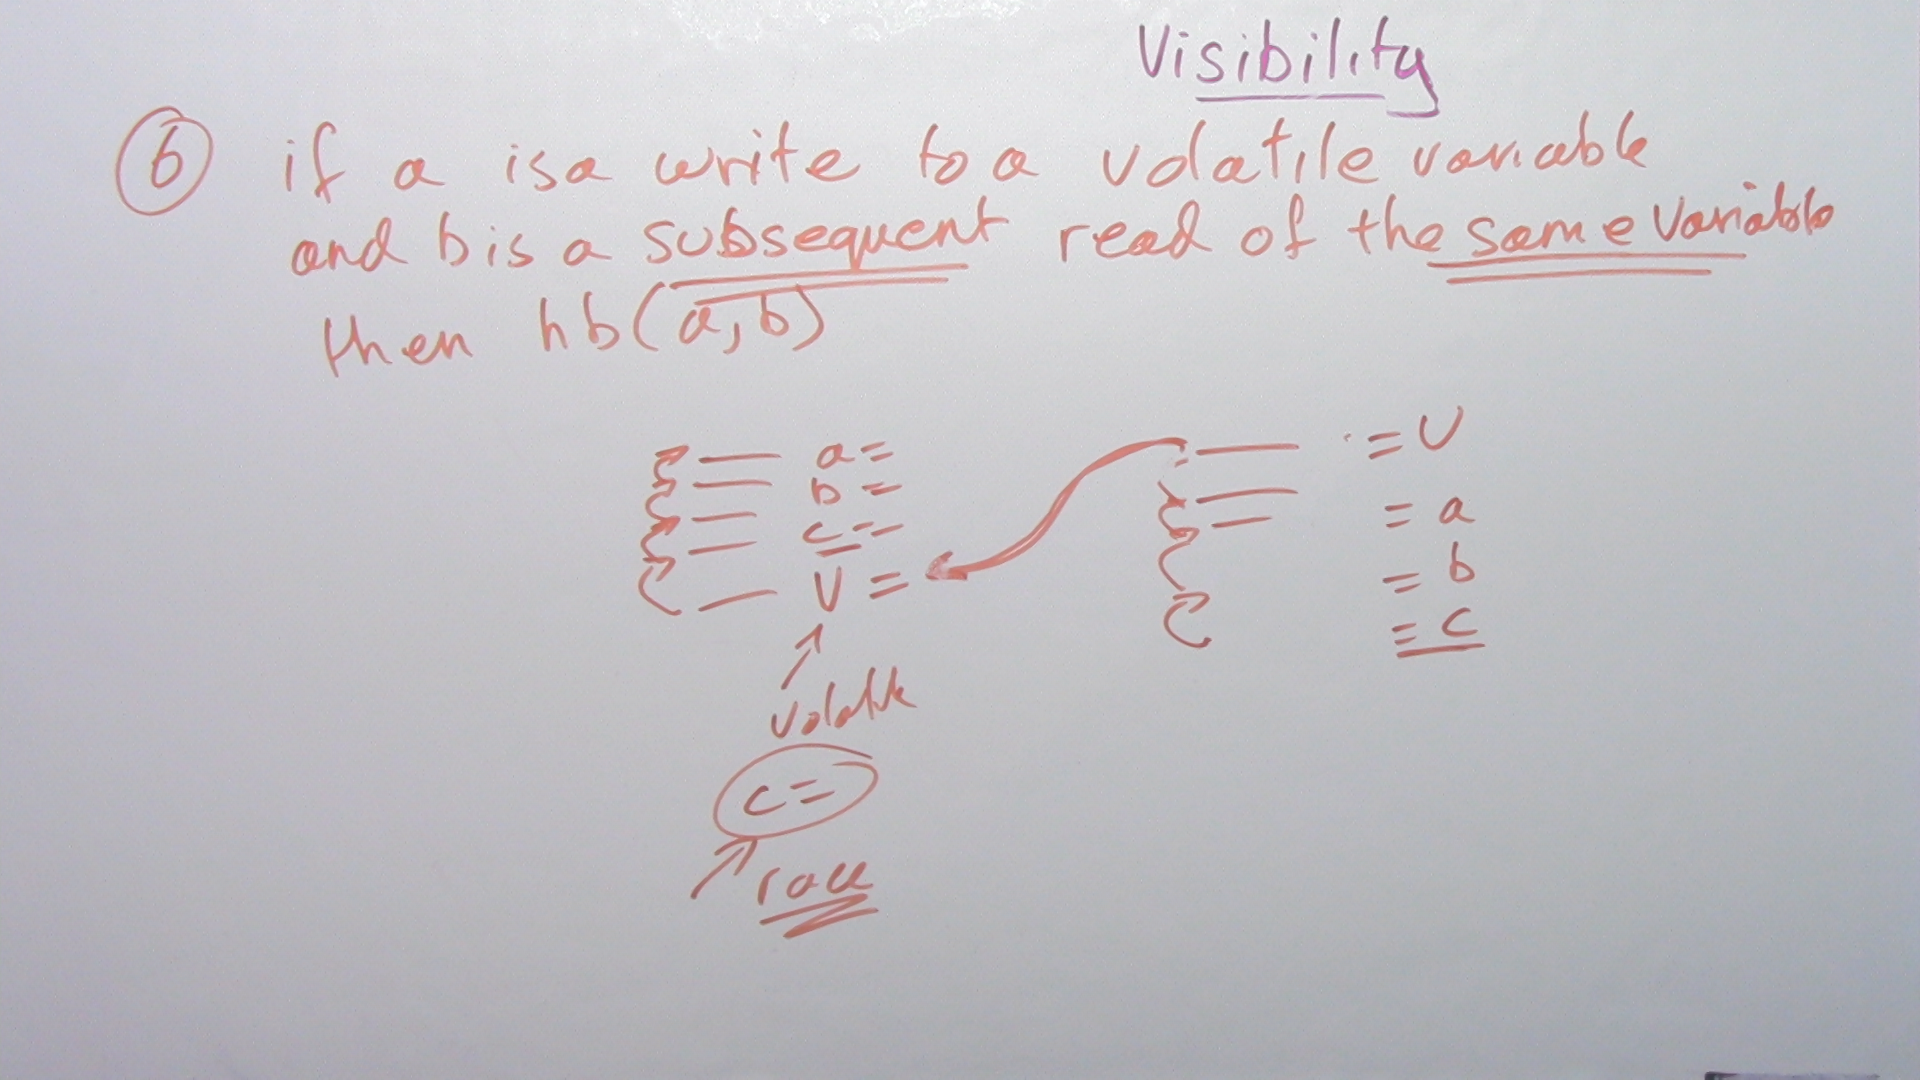 Visibility
6 if a is a write to a volatile variable
and b is a subsequent read of the same variable
then hb(a,b)
a =
b =
c =
V =
volatile
c =
race
= V
= a
= b
= c